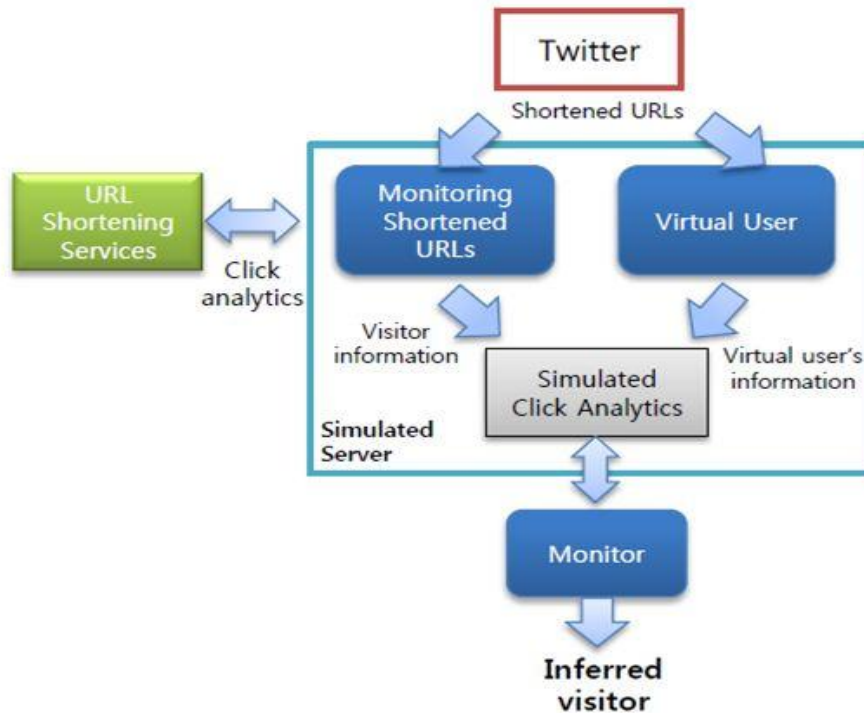 Twitter
Shortened URLs
URL
Shortening
Services
Monitoring
Shortened
URLs
Virtual User
Click
analytics
Visitor
information
Virtual user's
information
Simulated
Click Analytics
Simulated
Server
Monitor
Inferred
visitor